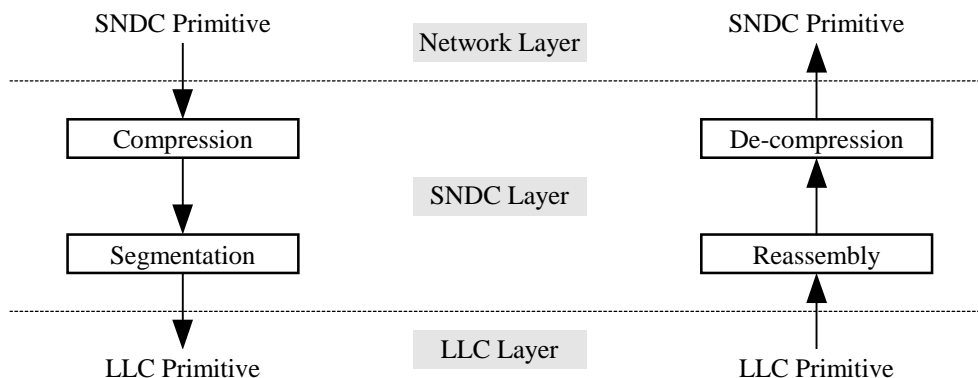 SNDC Primitive
Network Layer
SNDC Primitive
Compression
De-compression
SNDC Layer
Segmentation
Reassembly
LLC Layer
LLC Primitive
LLC Primitive